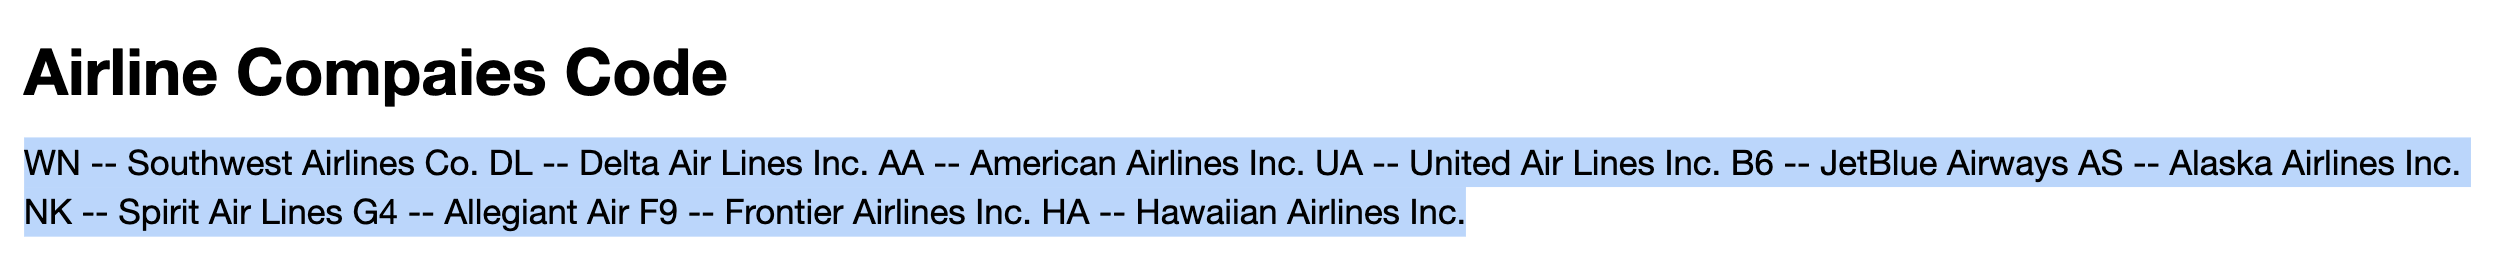 Airline Compaies Code
WN -- Southwest Airlines Co. DL -- Delta Air Lines Inc. AA -- American Airlines Inc. UA -- United Air Lines Inc. B6 -- JetBlue Airways AS -- Alaska Airlines Inc.
NK -- Spirit Air Lines G4 -- Allegiant Air F9 -- Frontier Airlines Inc. HA -- Hawaiian Airlines Inc.